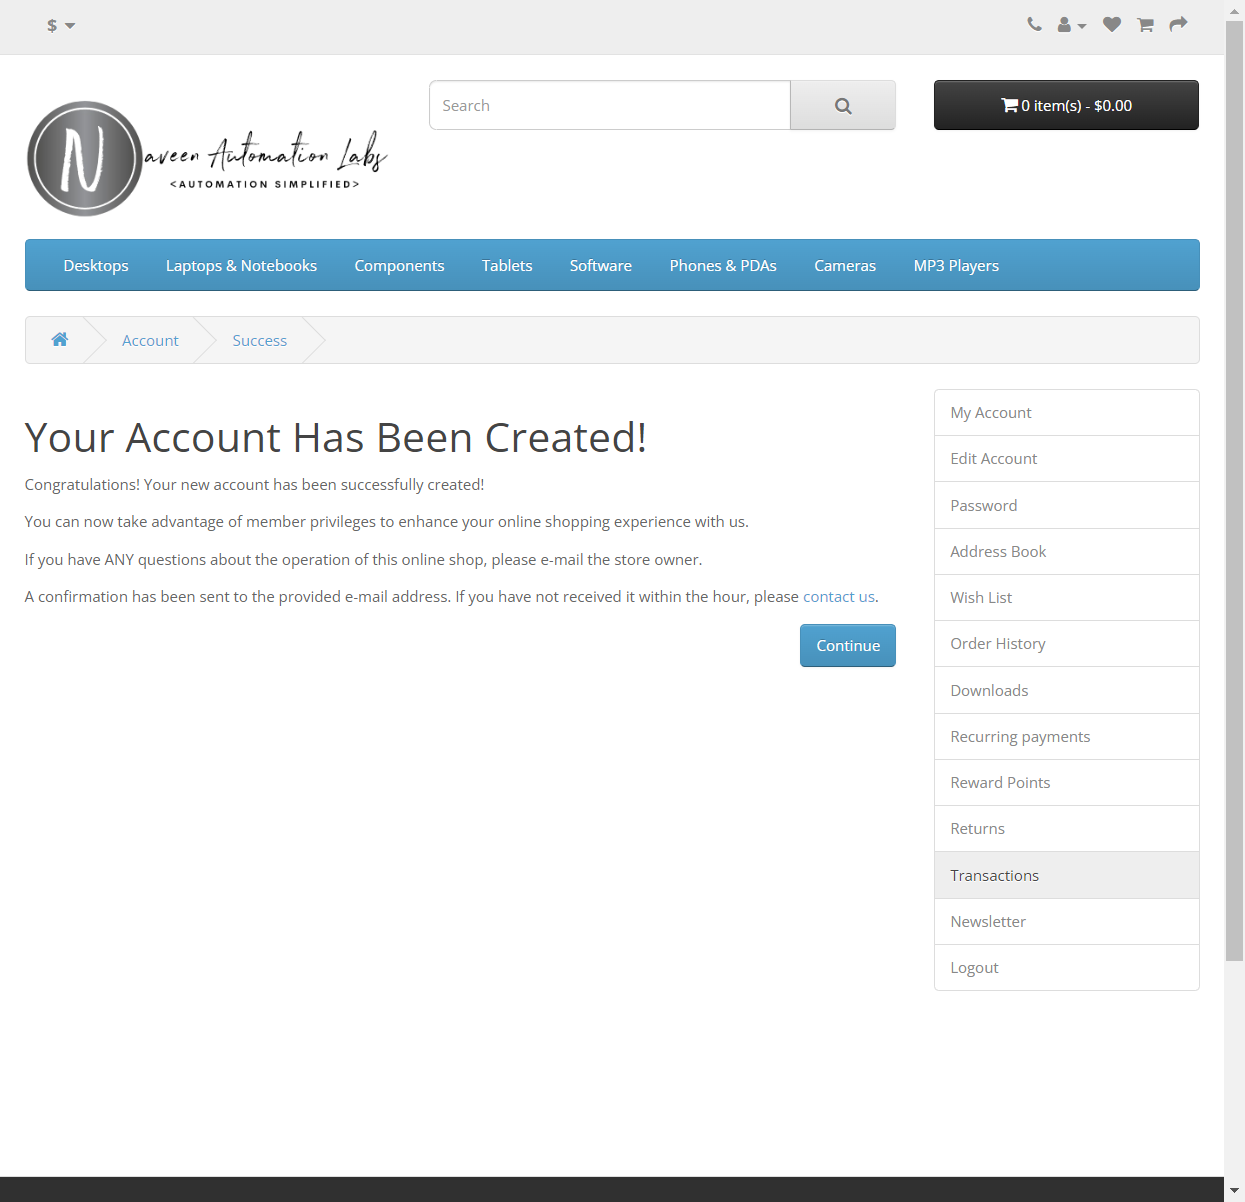 $
Search
0 item(s) - $0.00
N
aveen Automation Labs
<AUTOMATION SIMPLIFIED>
Desktops
Laptops & Notebooks
Components
Tablets
Software
Phones & PDAs
Cameras
MP3 Players
Account
Success
Your Account Has Been Created!
Congratulations! Your new account has been successfully created!
You can now take advantage of member privileges to enhance your online shopping experience with us.
If you have ANY questions about the operation of this online shop, please e-mail the store owner.
A confirmation has been sent to the provided e-mail address. If you have not received it within the hour, please contact us.
Continue
My Account
Edit Account
Password
Address Book
Wish List
Order History
Downloads
Recurring payments
Reward Points
Returns
Transactions
Newsletter
Logout